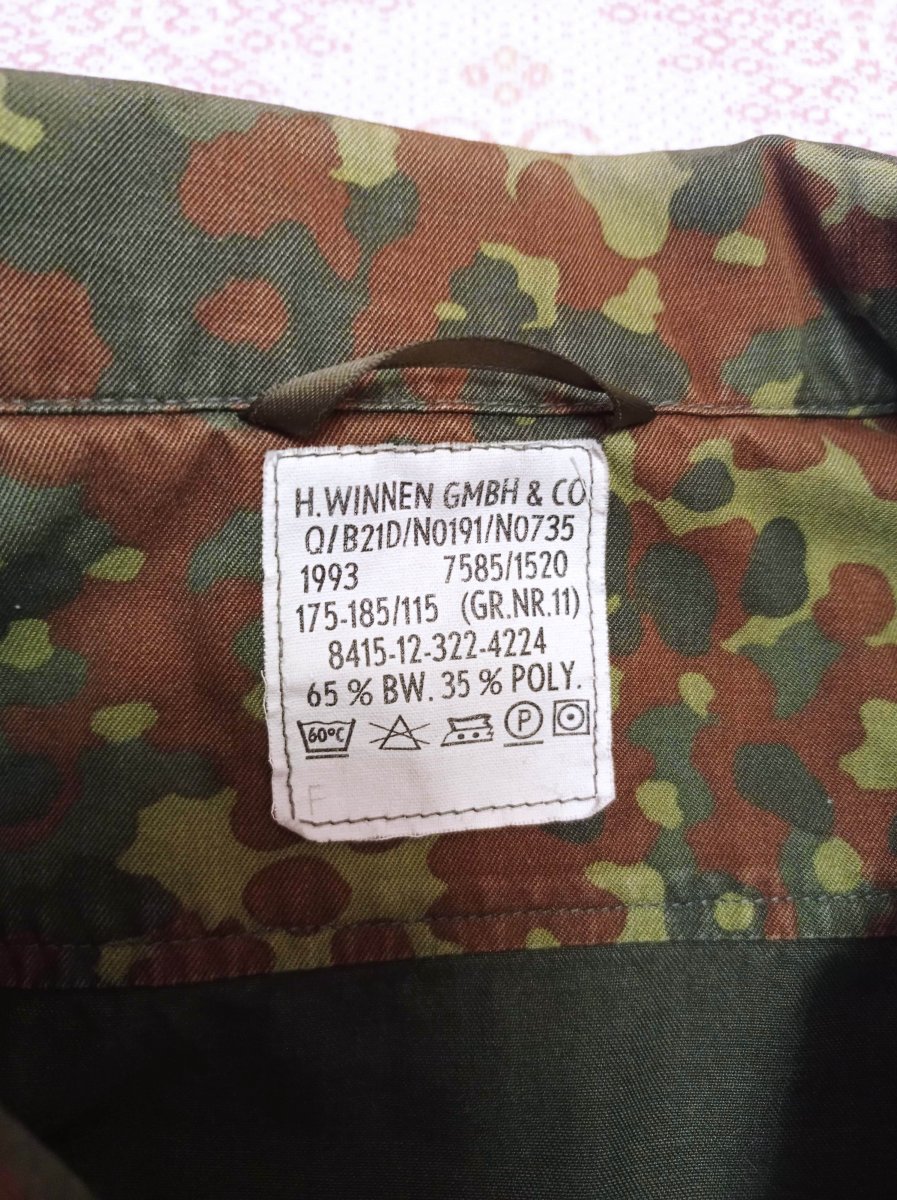 H.WINNEN GMBH & CO
Q/B21D/N0191/N0735
1993 7585/1520
175-185/115 (GR.NR.11)
8415-12-322-4224
65 % BW. 35 % POLY.
60°C P
F